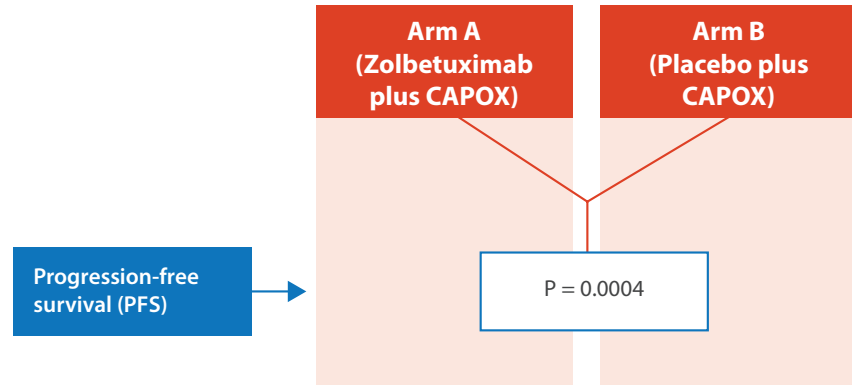 Arm A
(Zolbetuximab
plus CAPOX)
Arm B
(Placebo plus
CAPOX)
Progression-free
survival (PFS)
P = 0.0004